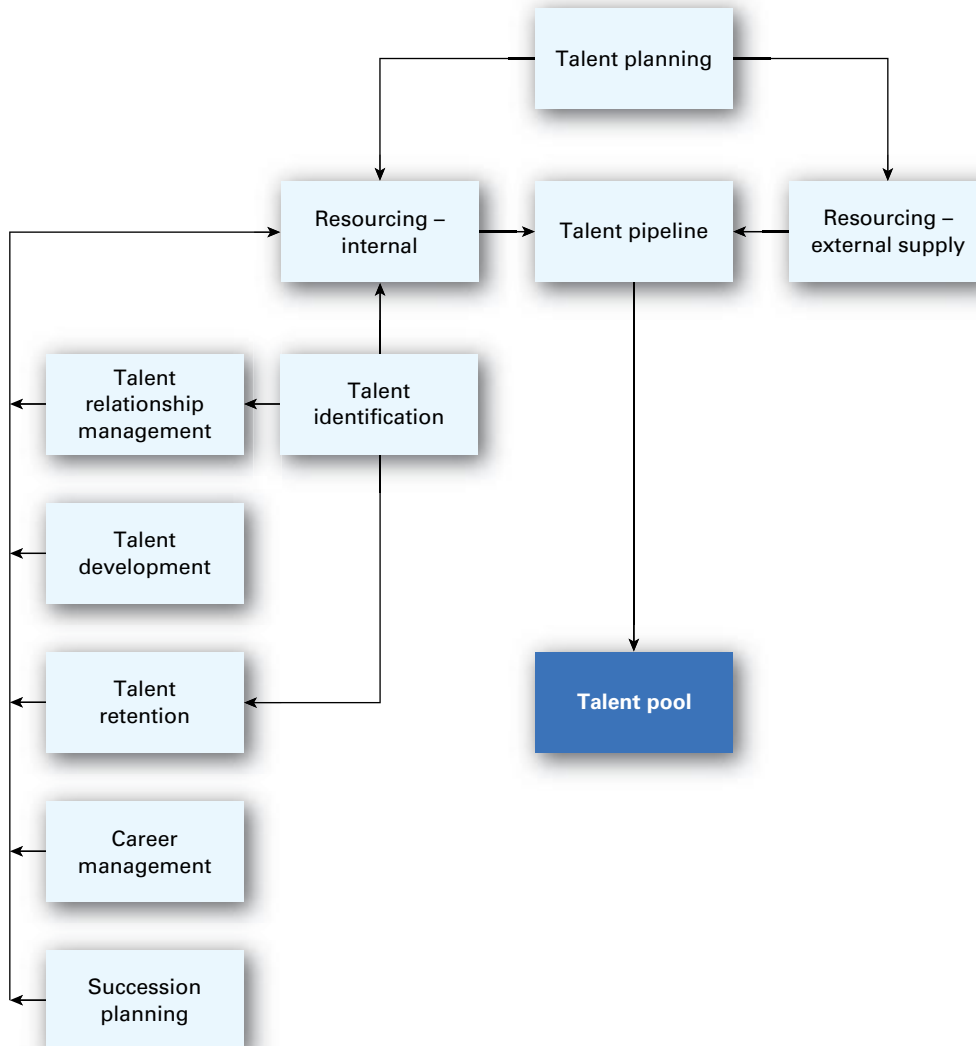 Talent planning
Resourcing –
internal
Talent pipeline
Resourcing –
external supply
Talent
relationship
management
Talent
identification
Talent
development
Talent
retention
Talent pool
Career
management
Succession
planning